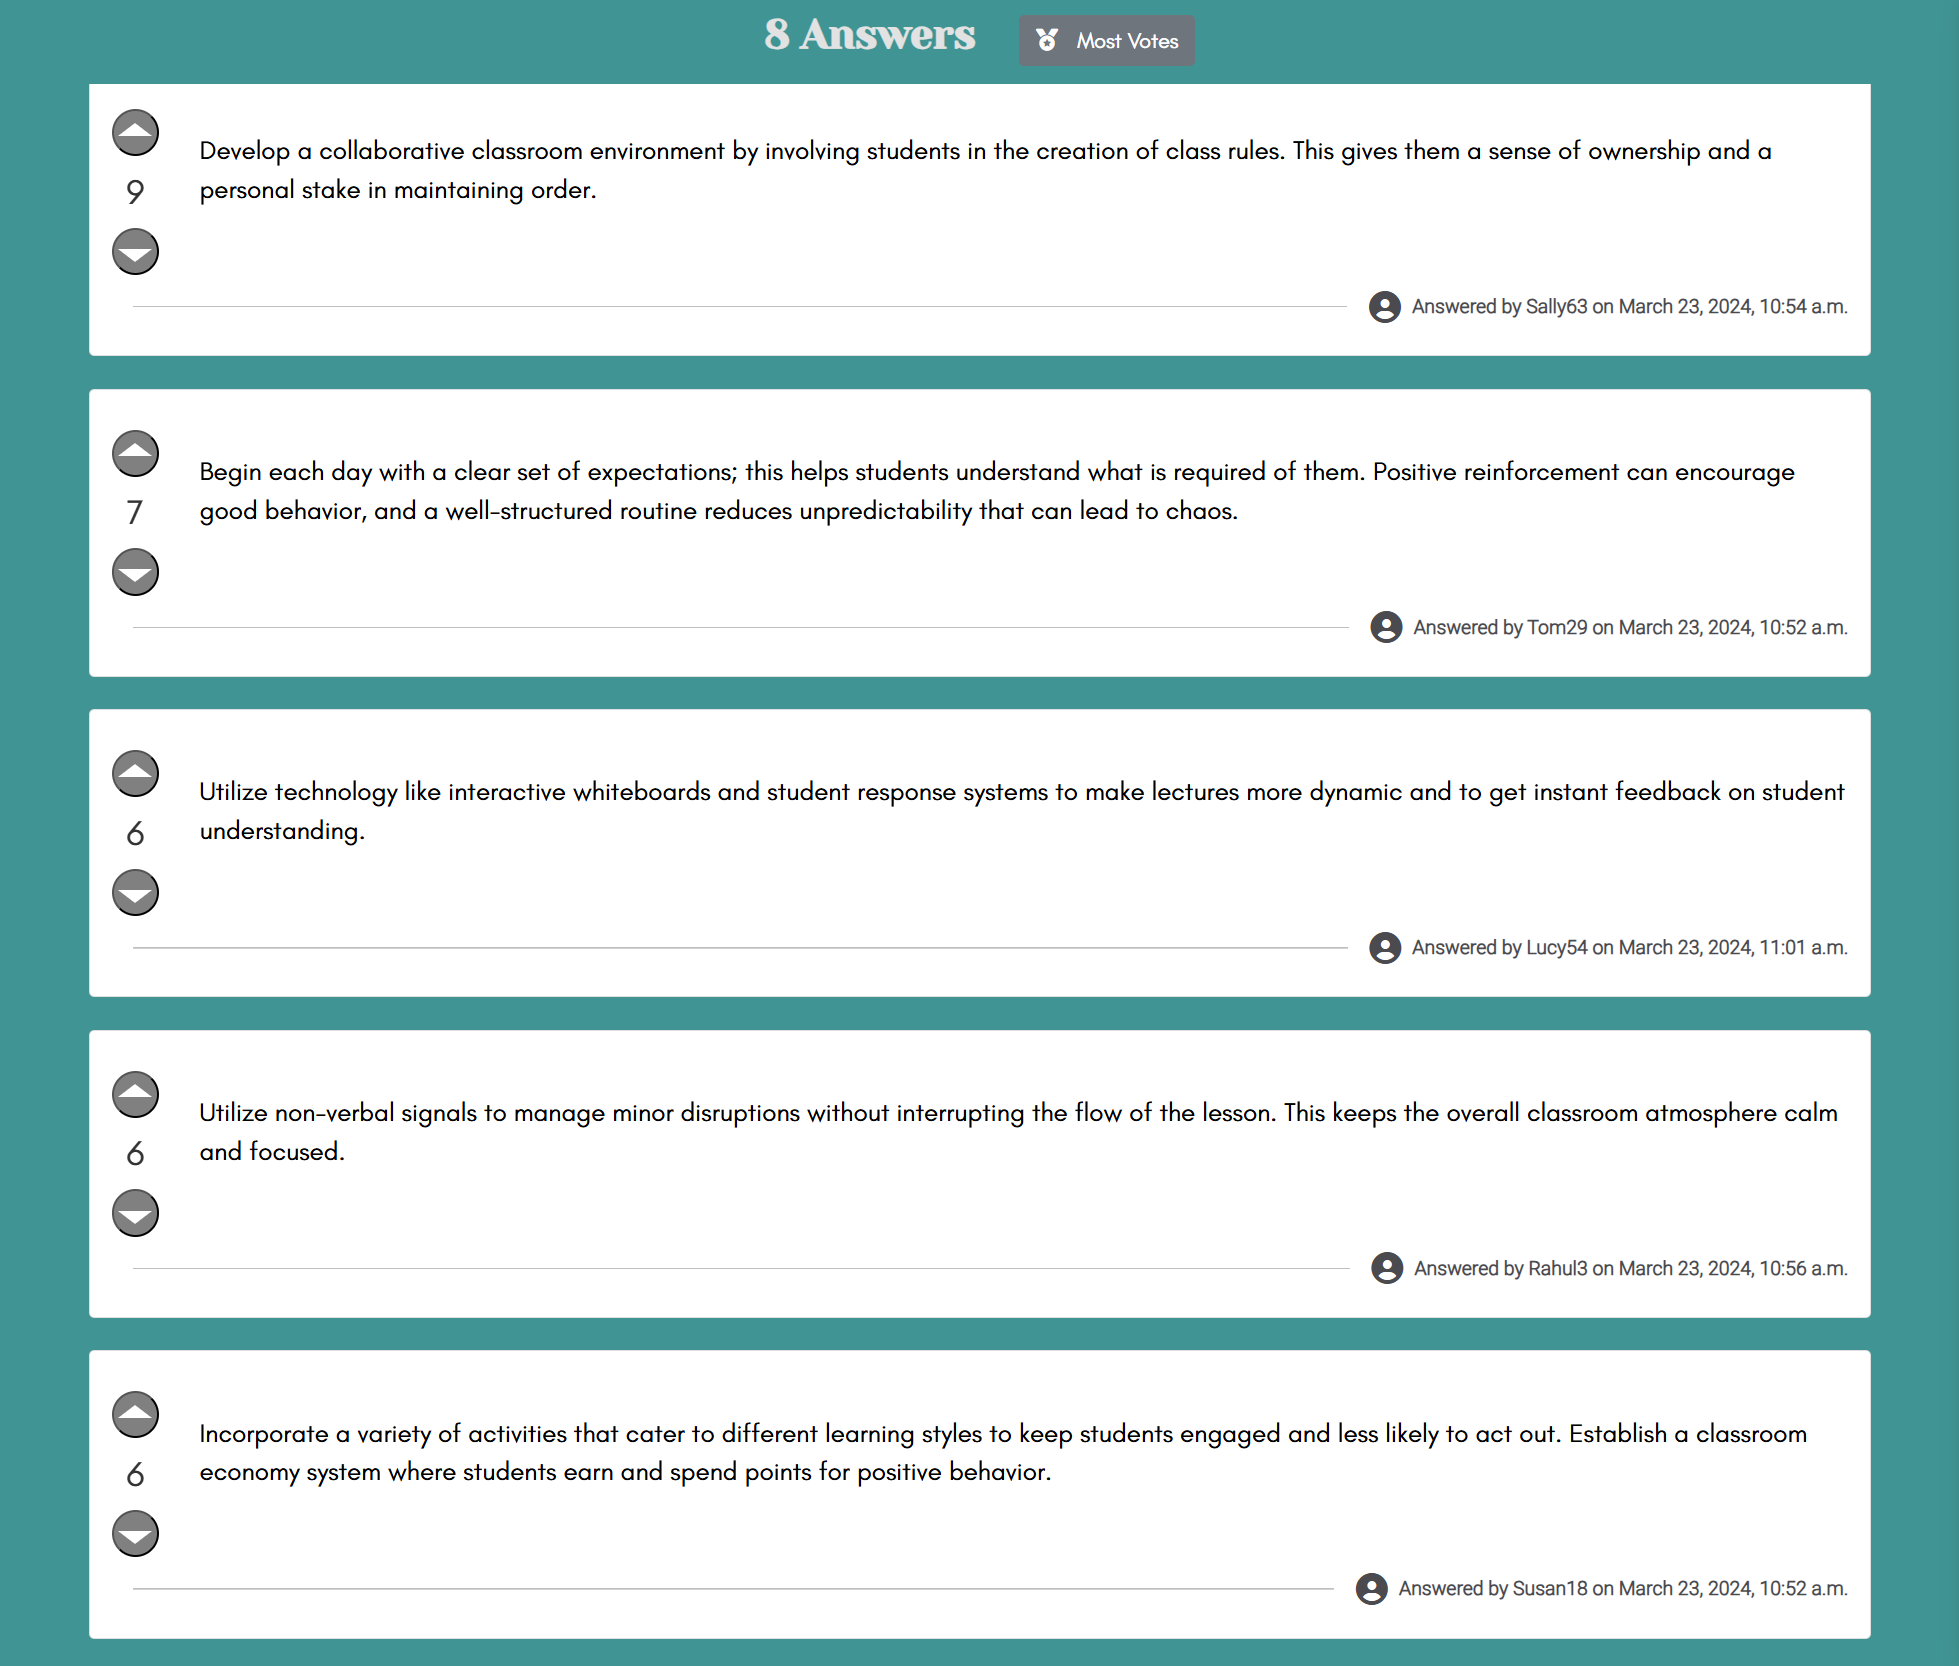 8 Answers
Most Votes
Develop a collaborative classroom environment by involving students in the creation of class rules. This gives them a sense of ownership and a
personal stake in maintaining order.
9
Answered by Sally63 on March 23, 2024, 10:54 a.m.
Begin each day with a clear set of expectations; this helps students understand what is required of them. Positive reinforcement can encourage
good behavior, and a well-structured routine reduces unpredictability that can lead to chaos.
7
Answered by Tom29 on March 23, 2024, 10:52 a.m.
Utilize technology like interactive whiteboards and student response systems to make lectures more dynamic and to get instant feedback on student
understanding.
6
Answered by Lucy54 on March 23, 2024, 11:01 a.m.
Utilize non-verbal signals to manage minor disruptions without interrupting the flow of the lesson. This keeps the overall classroom atmosphere calm
and focused.
6
Answered by Rahul3 on March 23, 2024, 10:56 a.m.
Incorporate a variety of activities that cater to different learning styles to keep students engaged and less likely to act out. Establish a classroom
economy system where students earn and spend points for positive behavior.
6
Answered by Susan18 on March 23, 2024, 10:52 a.m.